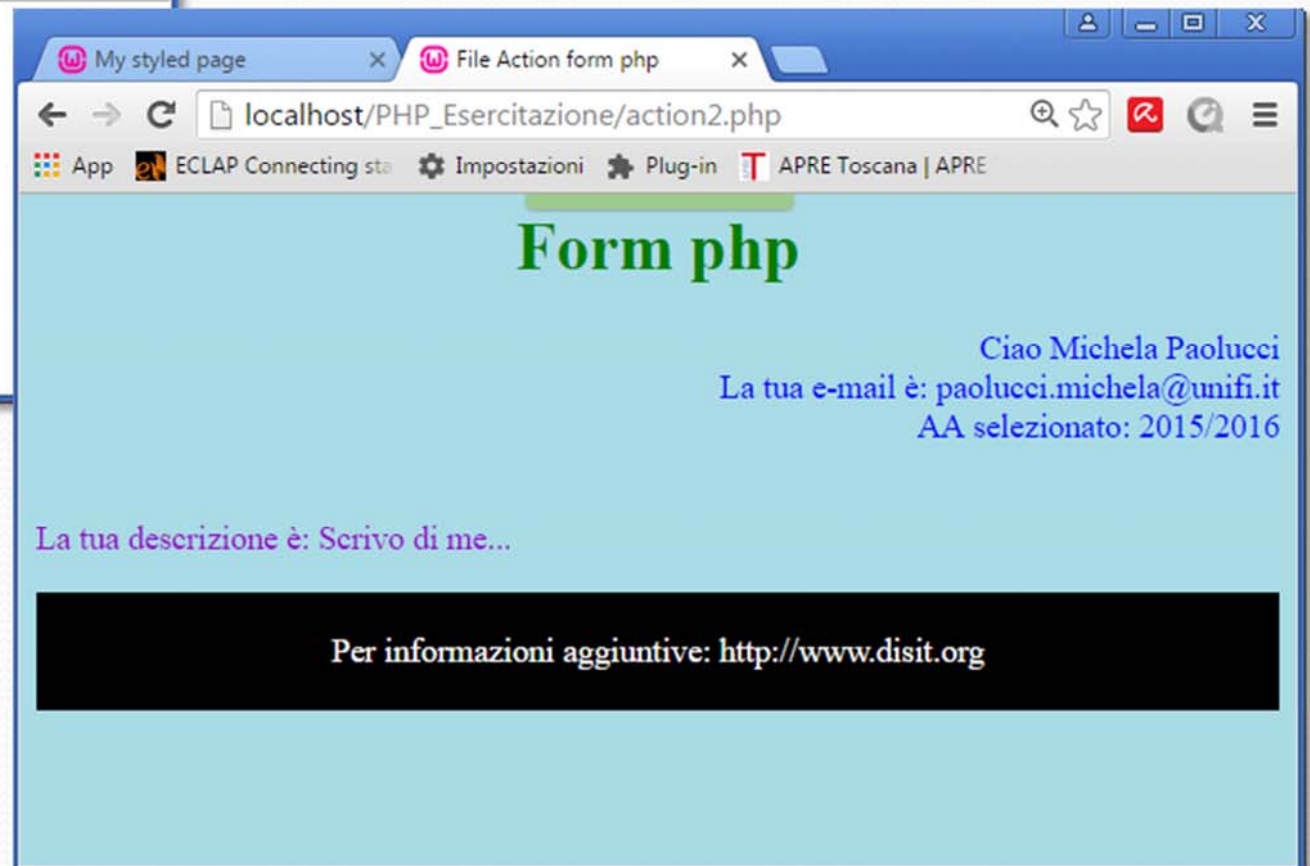 My styled page
File Action form php
localhost/PHP_Esercitazione/action2.php
App ECLAP Connecting sta Impostazioni Plug-in APRE Toscana | APRE
Form php
Ciao Michela Paolucci
La tua e-mail è: paolucci.michela@unifi.it
AA selezionato: 2015/2016
La tua descrizione è: Scrivo di me...
Per informazioni aggiuntive: http://www.disit.org